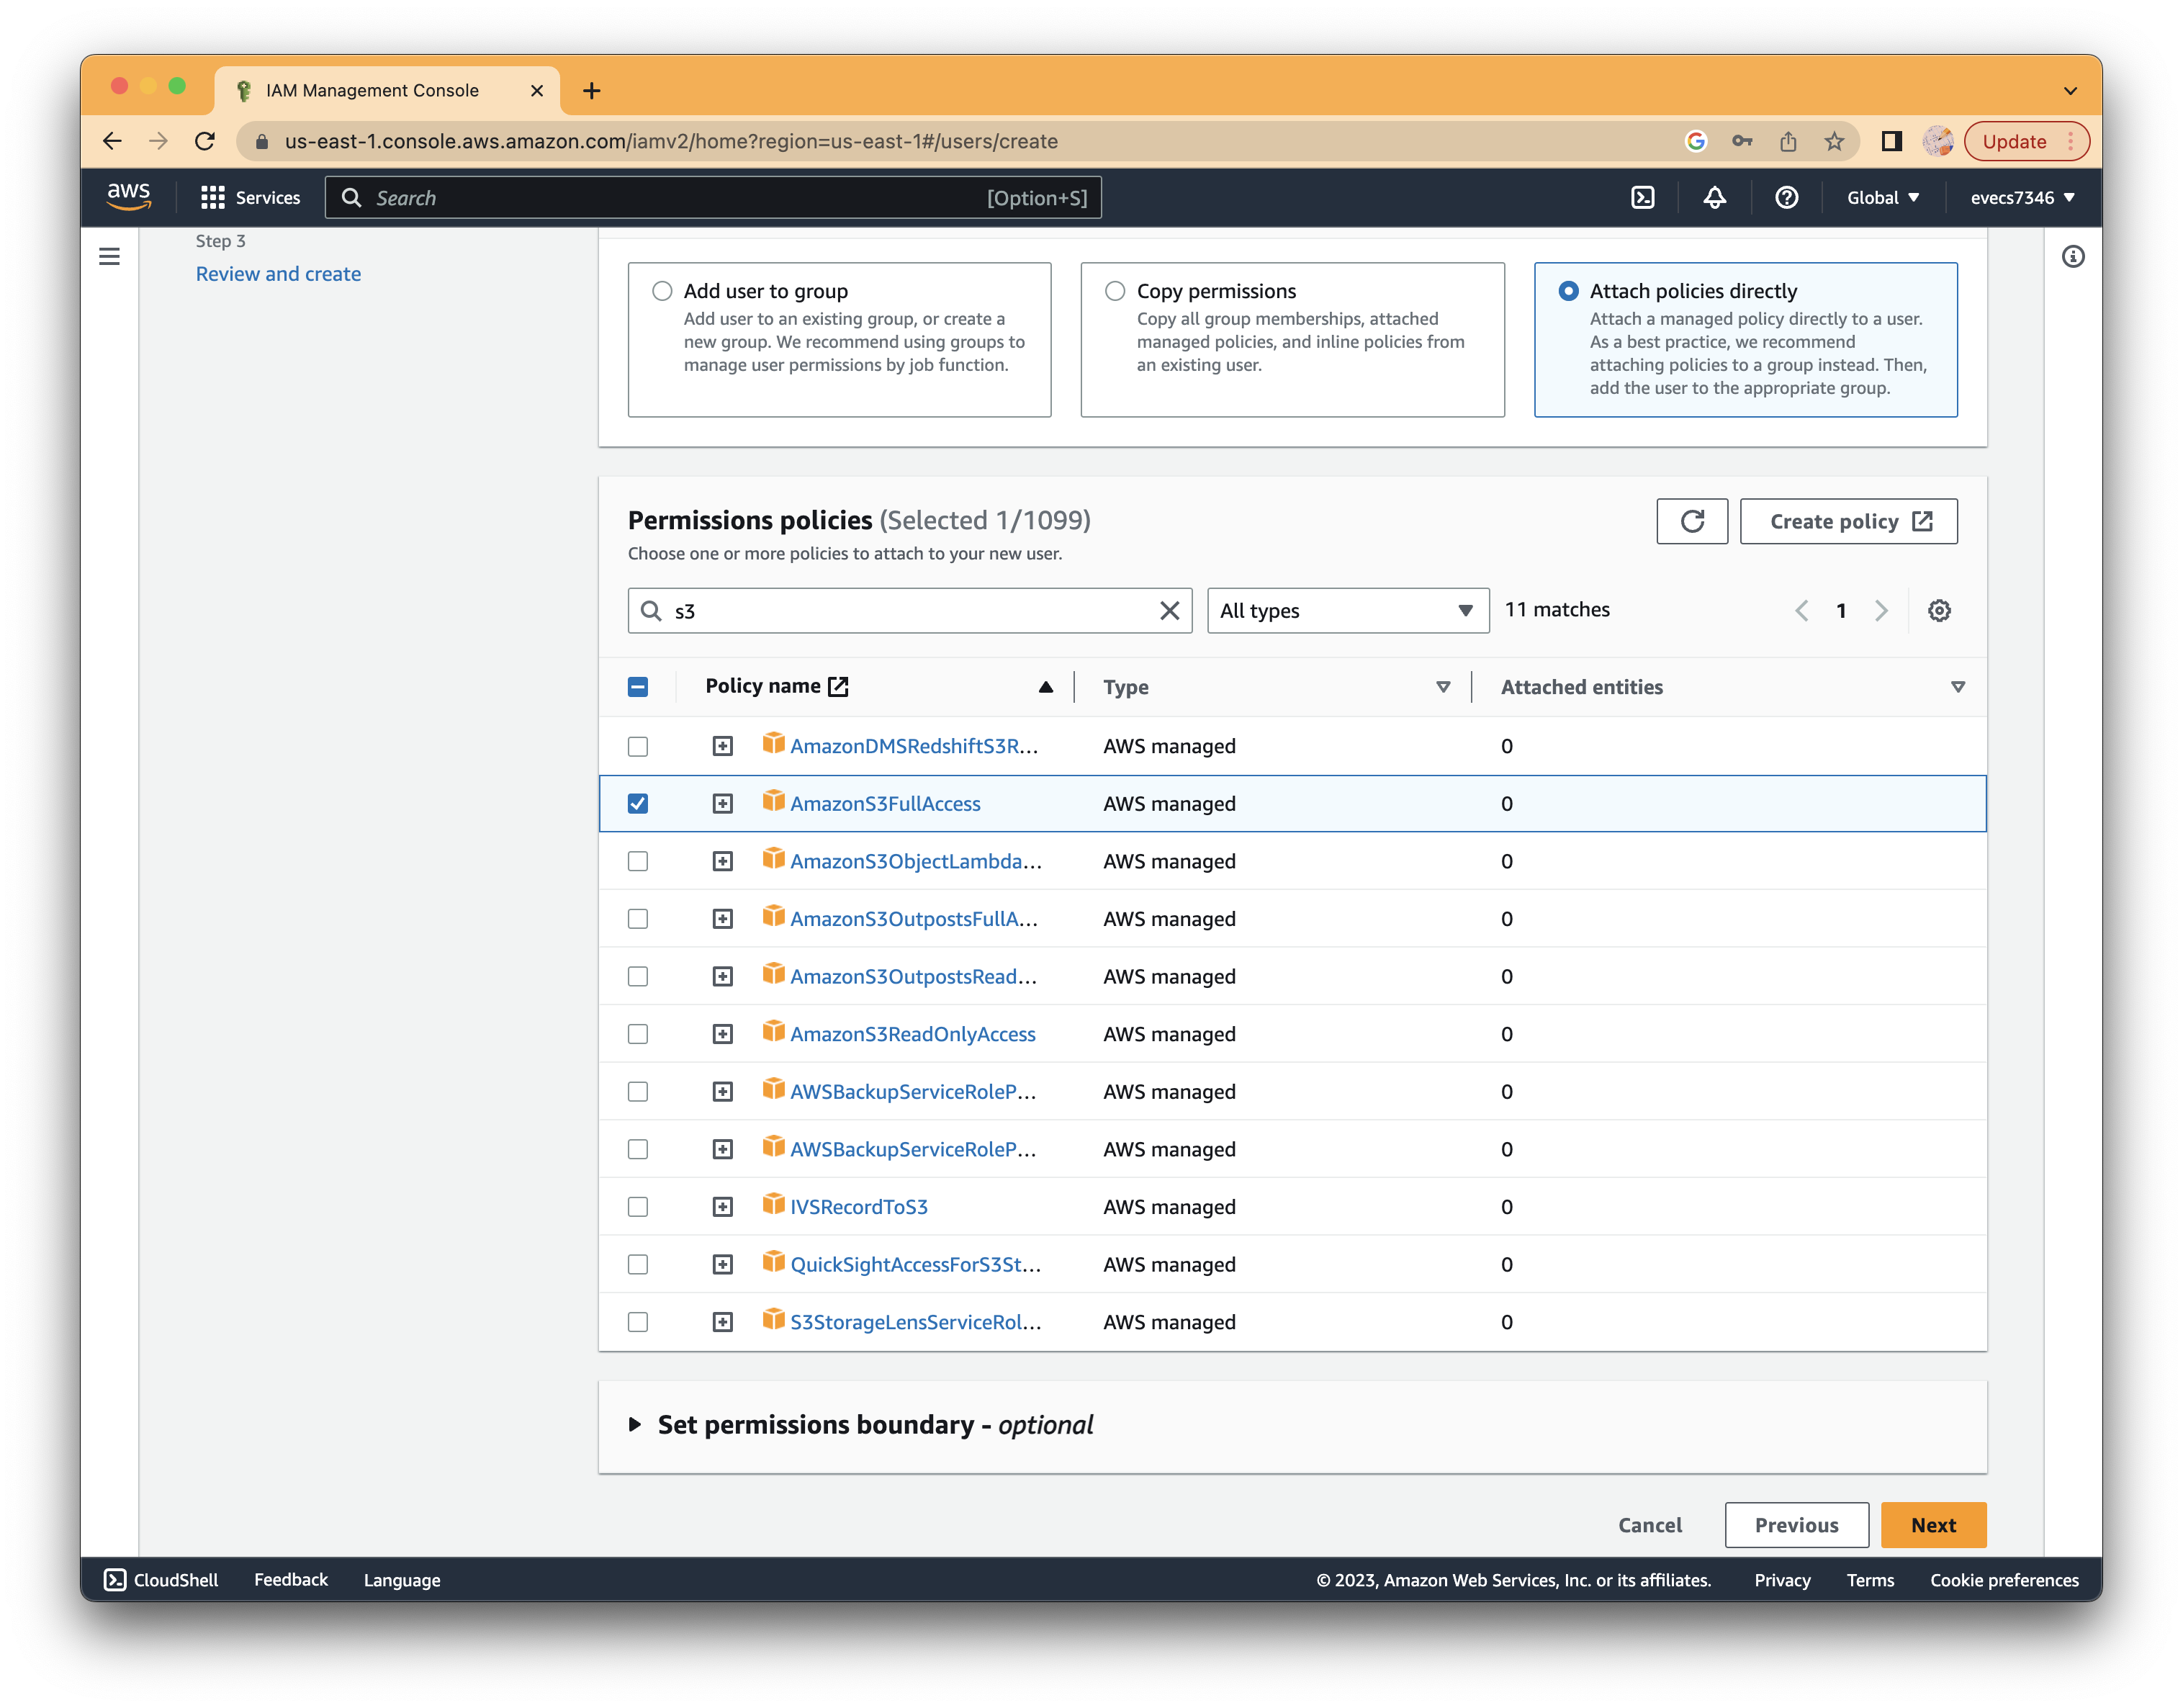 IAM Management Console
us-east-1.console.aws.amazon.com/iamv2/home?region=us-east-1#/users/create
Update
aws
Services
Search
[Option+S]
Global
evecs7346
Step 3
Review and create
Add user to group
Add user to an existing group, or create a
new group. We recommend using groups to
manage user permissions by job function.
Copy permissions
Copy all group memberships, attached
managed policies, and inline policies from
an existing user.
Attach policies directly
Attach a managed policy directly to a user.
As a best practice, we recommend
attaching policies to a group instead. Then,
add the user to the appropriate group.
Permissions policies (Selected 1/1099)
Choose one or more policies to attach to your new user.
Create policy
s3
All types
11 matches
1
Policy name Type Attached entities
AmazonDMSRedshiftS3R... AWS managed 0
AmazonS3FullAccess AWS managed 0
AmazonS3ObjectLambda... AWS managed 0
AmazonS3OutpostsFullA... AWS managed 0
AmazonS3OutpostsRead... AWS managed 0
AmazonS3ReadOnlyAccess AWS managed 0
AWSBackupServiceRoleP... AWS managed 0
AWSBackupServiceRoleP... AWS managed 0
IVSRecordToS3 AWS managed 0
QuickSightAccessForS3St... AWS managed 0
S3StorageLensServiceRol... AWS managed 0
Set permissions boundary - optional
Cancel
Previous
Next
CloudShell
Feedback
Language
© 2023, Amazon Web Services, Inc. or its affiliates.
Privacy
Terms
Cookie preferences